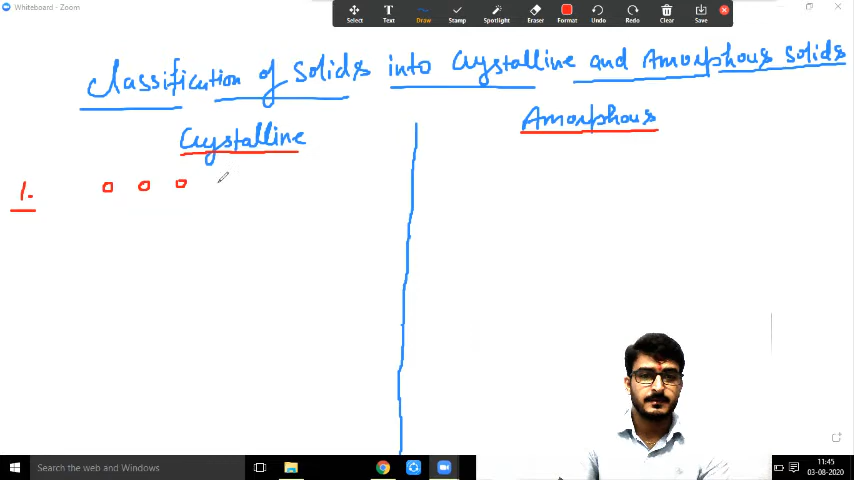 Whiteboard - Zoom
Select Text Draw Stamp Spotlight Eraser Format Undo Redo Clear Save
Classification of Solids into Crystalline and Amorphous Solids
Crystalline
Amorphous
1.
Search the web and Windows
11:45
03-08-2020